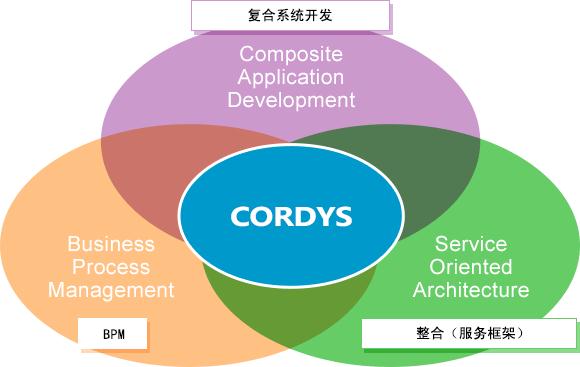 复合系统开发
Composite
Application
Development
CORDYS
Business
Process
Management
BPM
Service
Oriented
Architecture
整合（服务框架）